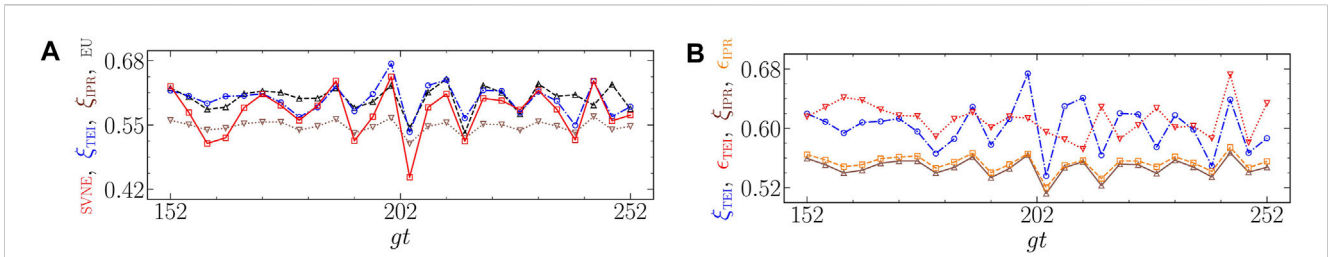 A
SVNE, ξTEI, ξIPR, EU
0.68
0.55
0.42
152
202
252
gt
B
ξTEI, ϵTEI, ξIPR, ϵIPR
0.68
0.60
0.52
152
202
252
gt